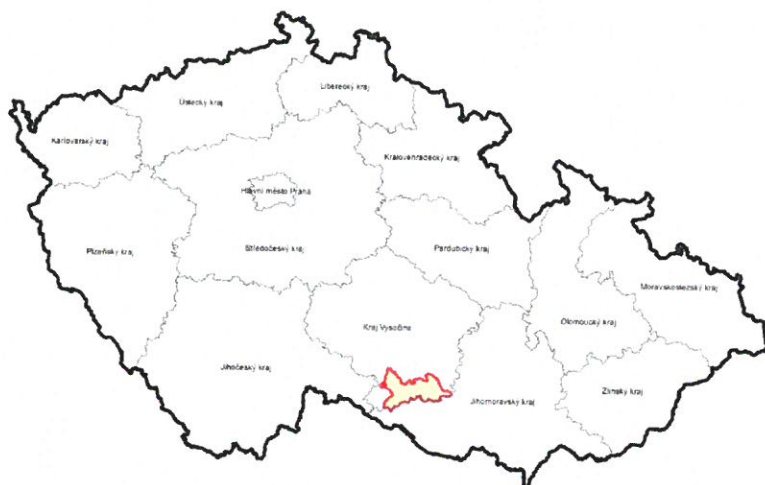 Liberecký kraj
Ústecký kraj
Karlovarský kraj
Královéhradecký kraj
Hlavní město Praha
Plzeňský kraj
Středočeský kraj
Pardubický kraj
Moravskoslezský kraj
Olomoucký kraj
Kraj Vysočina
Jihočeský kraj
Zlínský kraj
Jihomoravský kraj